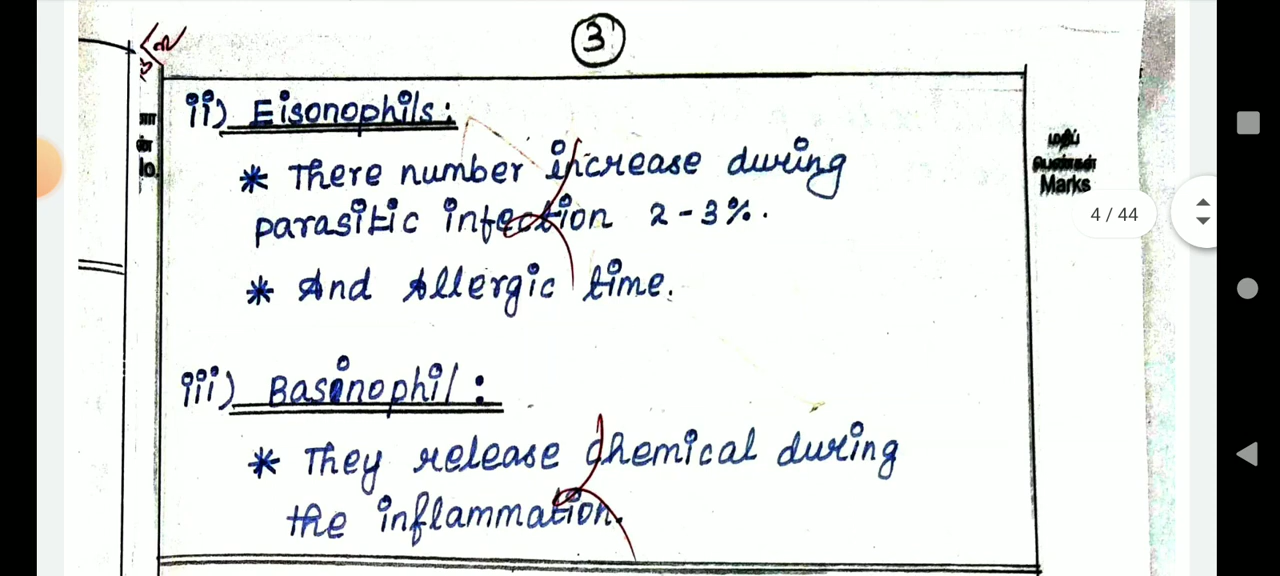 3
ii) Eisonophils:
* There number increase during
parasitic infection 2-3%.
* And Allergic time.
iii) Basinophil:
* They release chemical during
the inflammation.
Marks
4 / 44